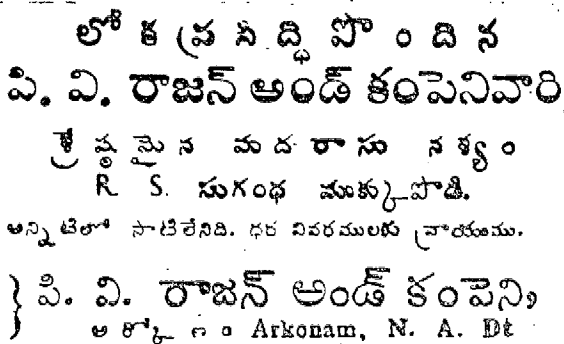 లోకప్రసిద్ధిపొందిన
పి. వి. రాజన్ అండ్ కంపెనివారి
శ్రేష్ఠమైన మదరాసు నశ్యం
R. S. సుగంధ ముక్కుపొడి.
అన్నిటిలో సాటిలేనిది. ధర వివరములకు వ్రాయుము.
పి. వి. రాజన్ అండ్ కంపెని,
అర్కోణం Arkonam, N. A. Dt